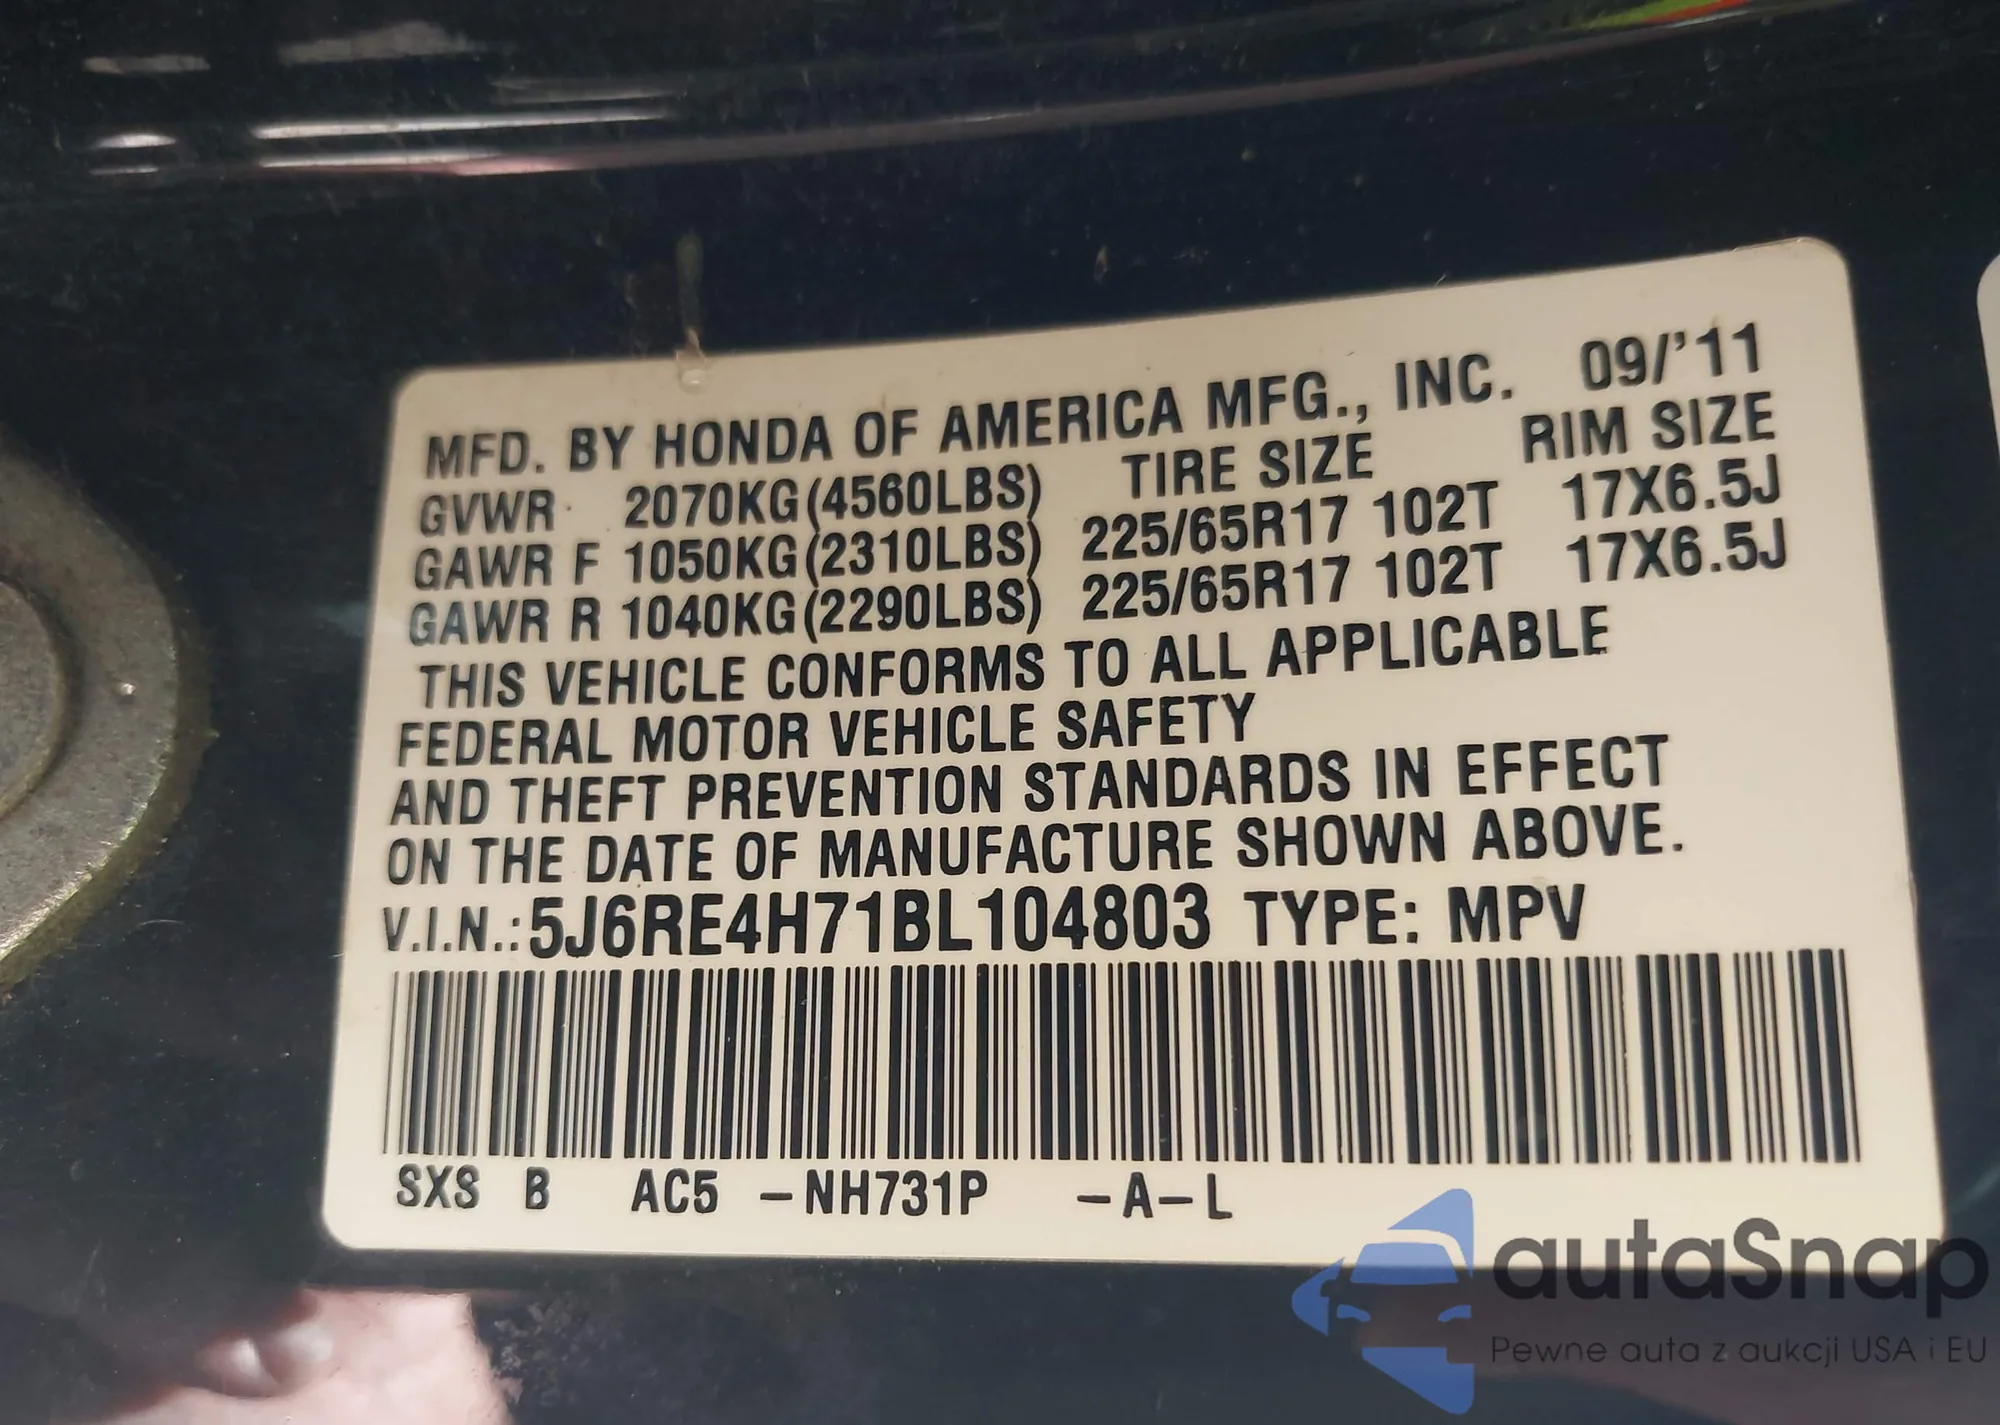 MFD. BY HONDA OF AMERICA MFG., INC. 09/'11
GVWR 2070KG(4560LBS) TIRE SIZE RIM SIZE
GAWR F 1050KG(2310LBS) 225/65R17 102T 17X6.5J
GAWR R 1040KG(2290LBS) 225/65R17 102T 17X6.5J
THIS VEHICLE CONFORMS TO ALL APPLICABLE
FEDERAL MOTOR VEHICLE SAFETY
AND THEFT PREVENTION STANDARDS IN EFFECT
ON THE DATE OF MANUFACTURE SHOWN ABOVE.
V.I.N.: 5J6RE4H71BL104803 TYPE: MPV
SXS B AC5 –NH731P –A–L
autaSnap
Pewne auta z aukcji USA i EU